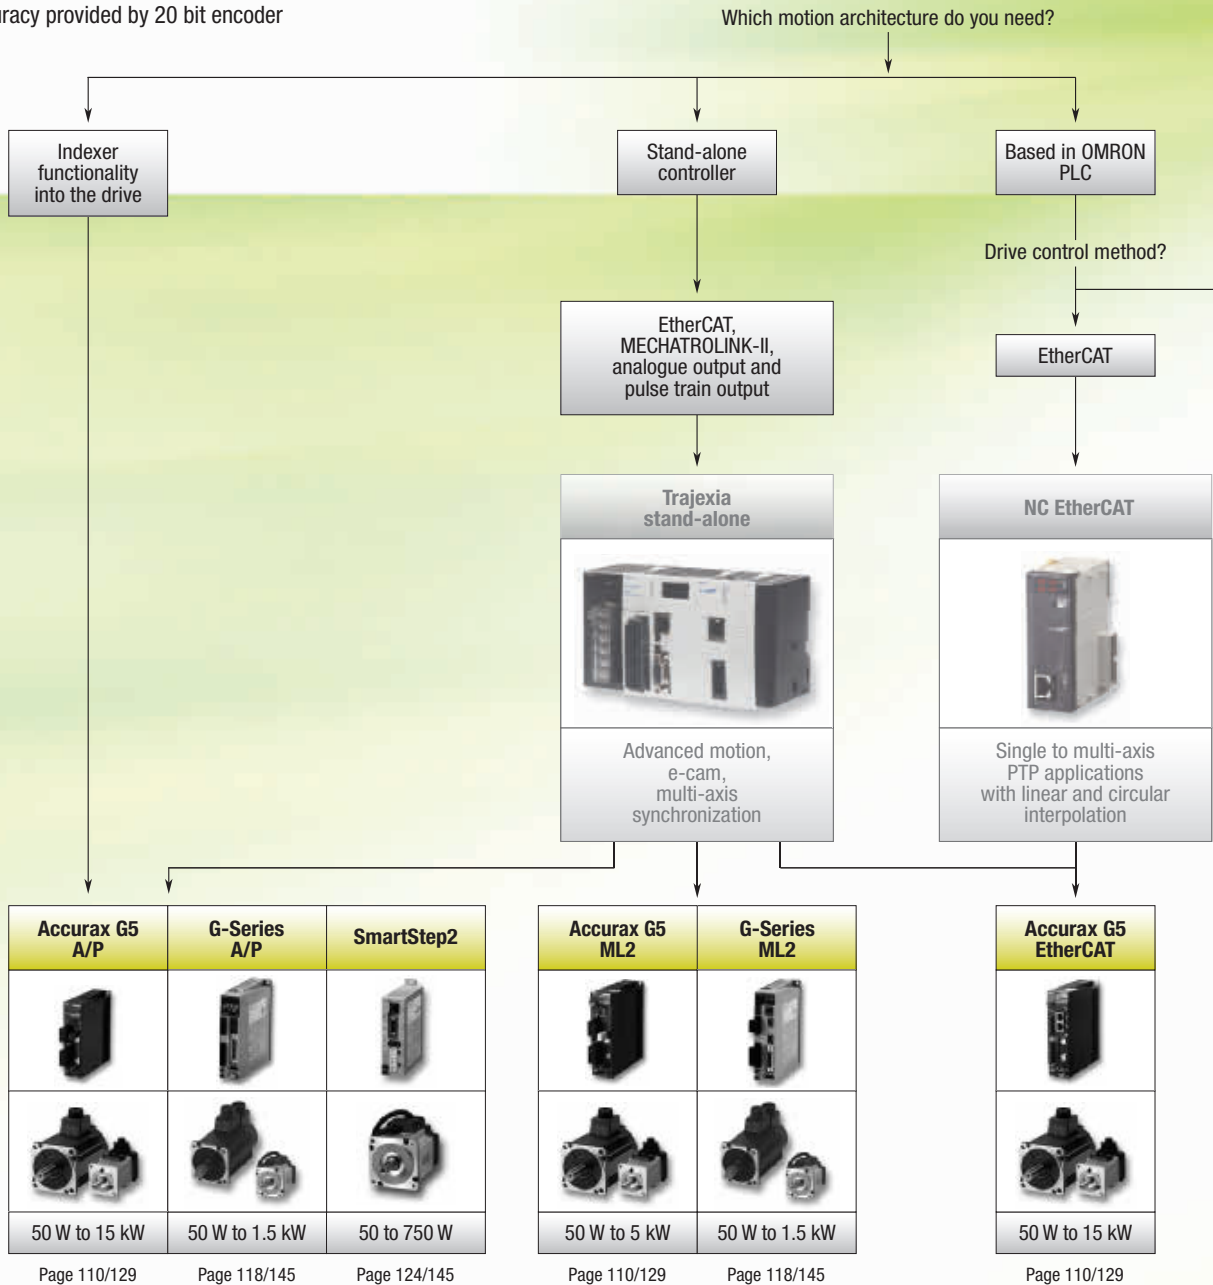 provided by 20 bit encoder
Which motion architecture do you need?
Indexer
functionality
into the drive
Stand-alone
controller
Based in OMRON
PLC
Drive control method?
EtherCAT,
MECHATROLINK-II,
analogue output and
pulse train output
EtherCAT
Trajexia
stand-alone
NC EtherCAT
Advanced motion,
e-cam,
multi-axis
synchronization
Single to multi-axis
PTP applications
with linear and circular
interpolation
Accurax G5
A/P
G-Series
A/P
SmartStep2
Accurax G5
ML2
G-Series
ML2
Accurax G5
EtherCAT
50 W to 15 kW
50 W to 1.5 kW
50 to 750 W
50 W to 5 kW
50 W to 1.5 kW
50 W to 15 kW
Page 110/129
Page 118/145
Page 124/145
Page 110/129
Page 118/145
Page 110/129